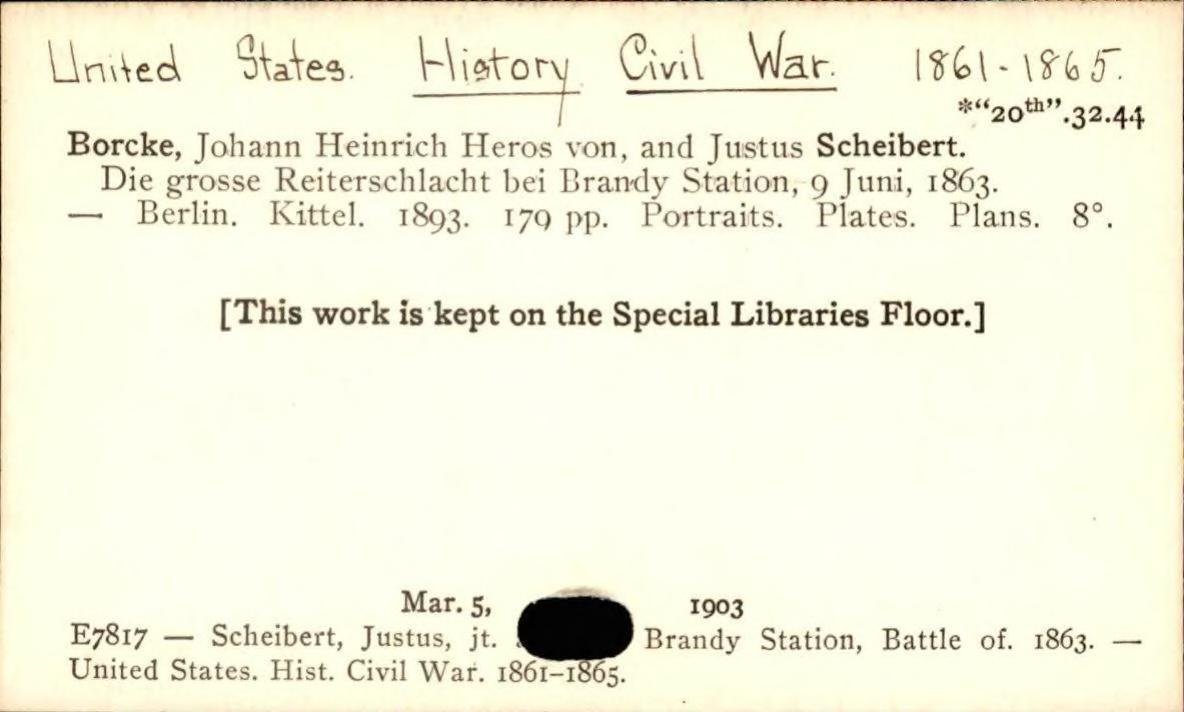 United States. History Civil War. 1861-1865.
*"20th".32.44
Borcke, Johann Heinrich Heros von, and Justus Scheibert.
Die grosse Reiterschlacht bei Brandy Station, 9 Juni, 1863.
— Berlin. Kittel. 1893. 179 pp. Portraits. Plates. Plans. 8°.
[This work is kept on the Special Libraries Floor.]
Mar. 5, 1903
E7817 — Scheibert, Justus, jt. Brandy Station, Battle of. 1863. —
United States. Hist. Civil War. 1861–1865.